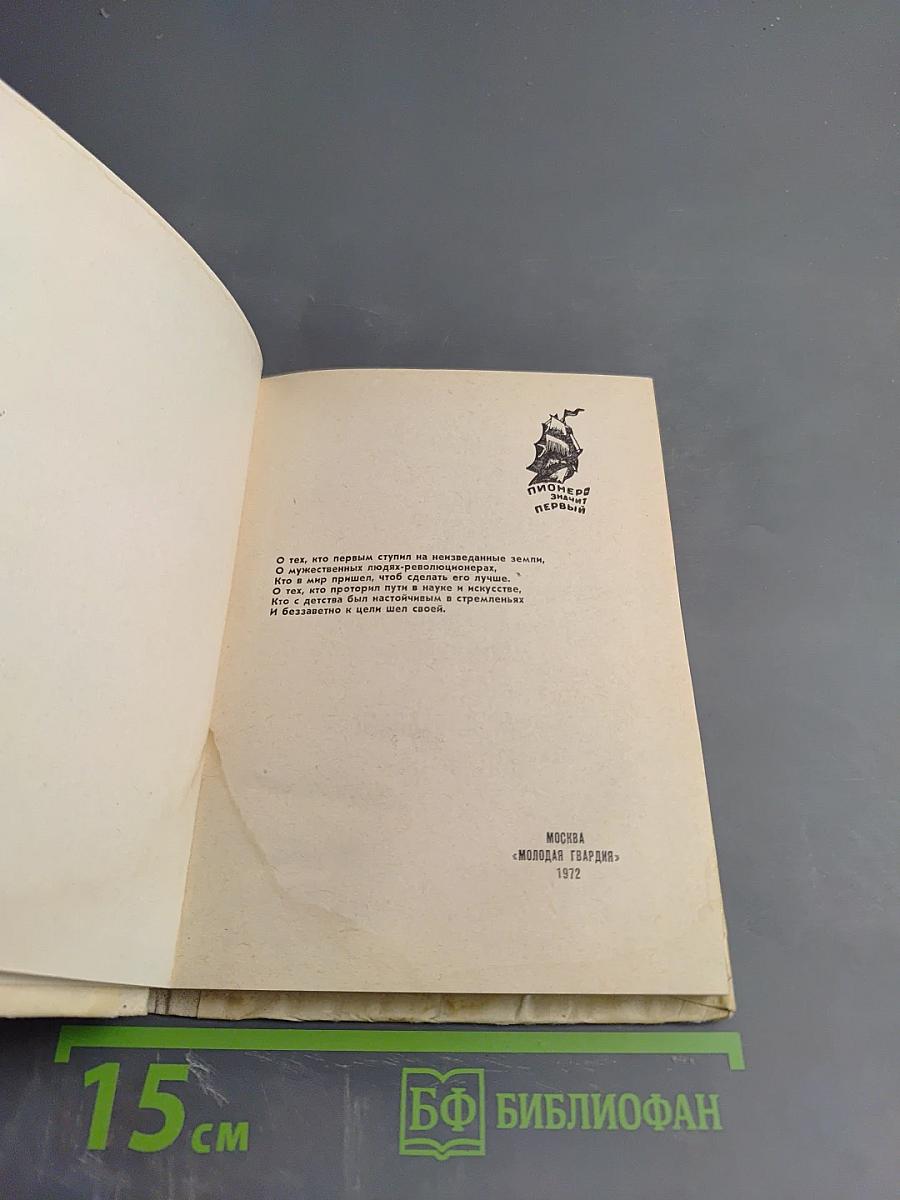 ПИОНЕР
ЗНАЧИТ
ПЕРВЫЙ
О тех, кто первым ступил на неизведанные земли,
О мужественных людях-революционерах,
Кто в мир пришел, чтоб сделать его лучше.
О тех, кто проторил пути в науке и искусстве,
Кто с детства был настойчивым в стремленьях
И беззаветно к цели шел своей.
МОСКВА
«МОЛОДАЯ ГВАРДИЯ»
1972
15 см
БФ БИБЛИОФАН